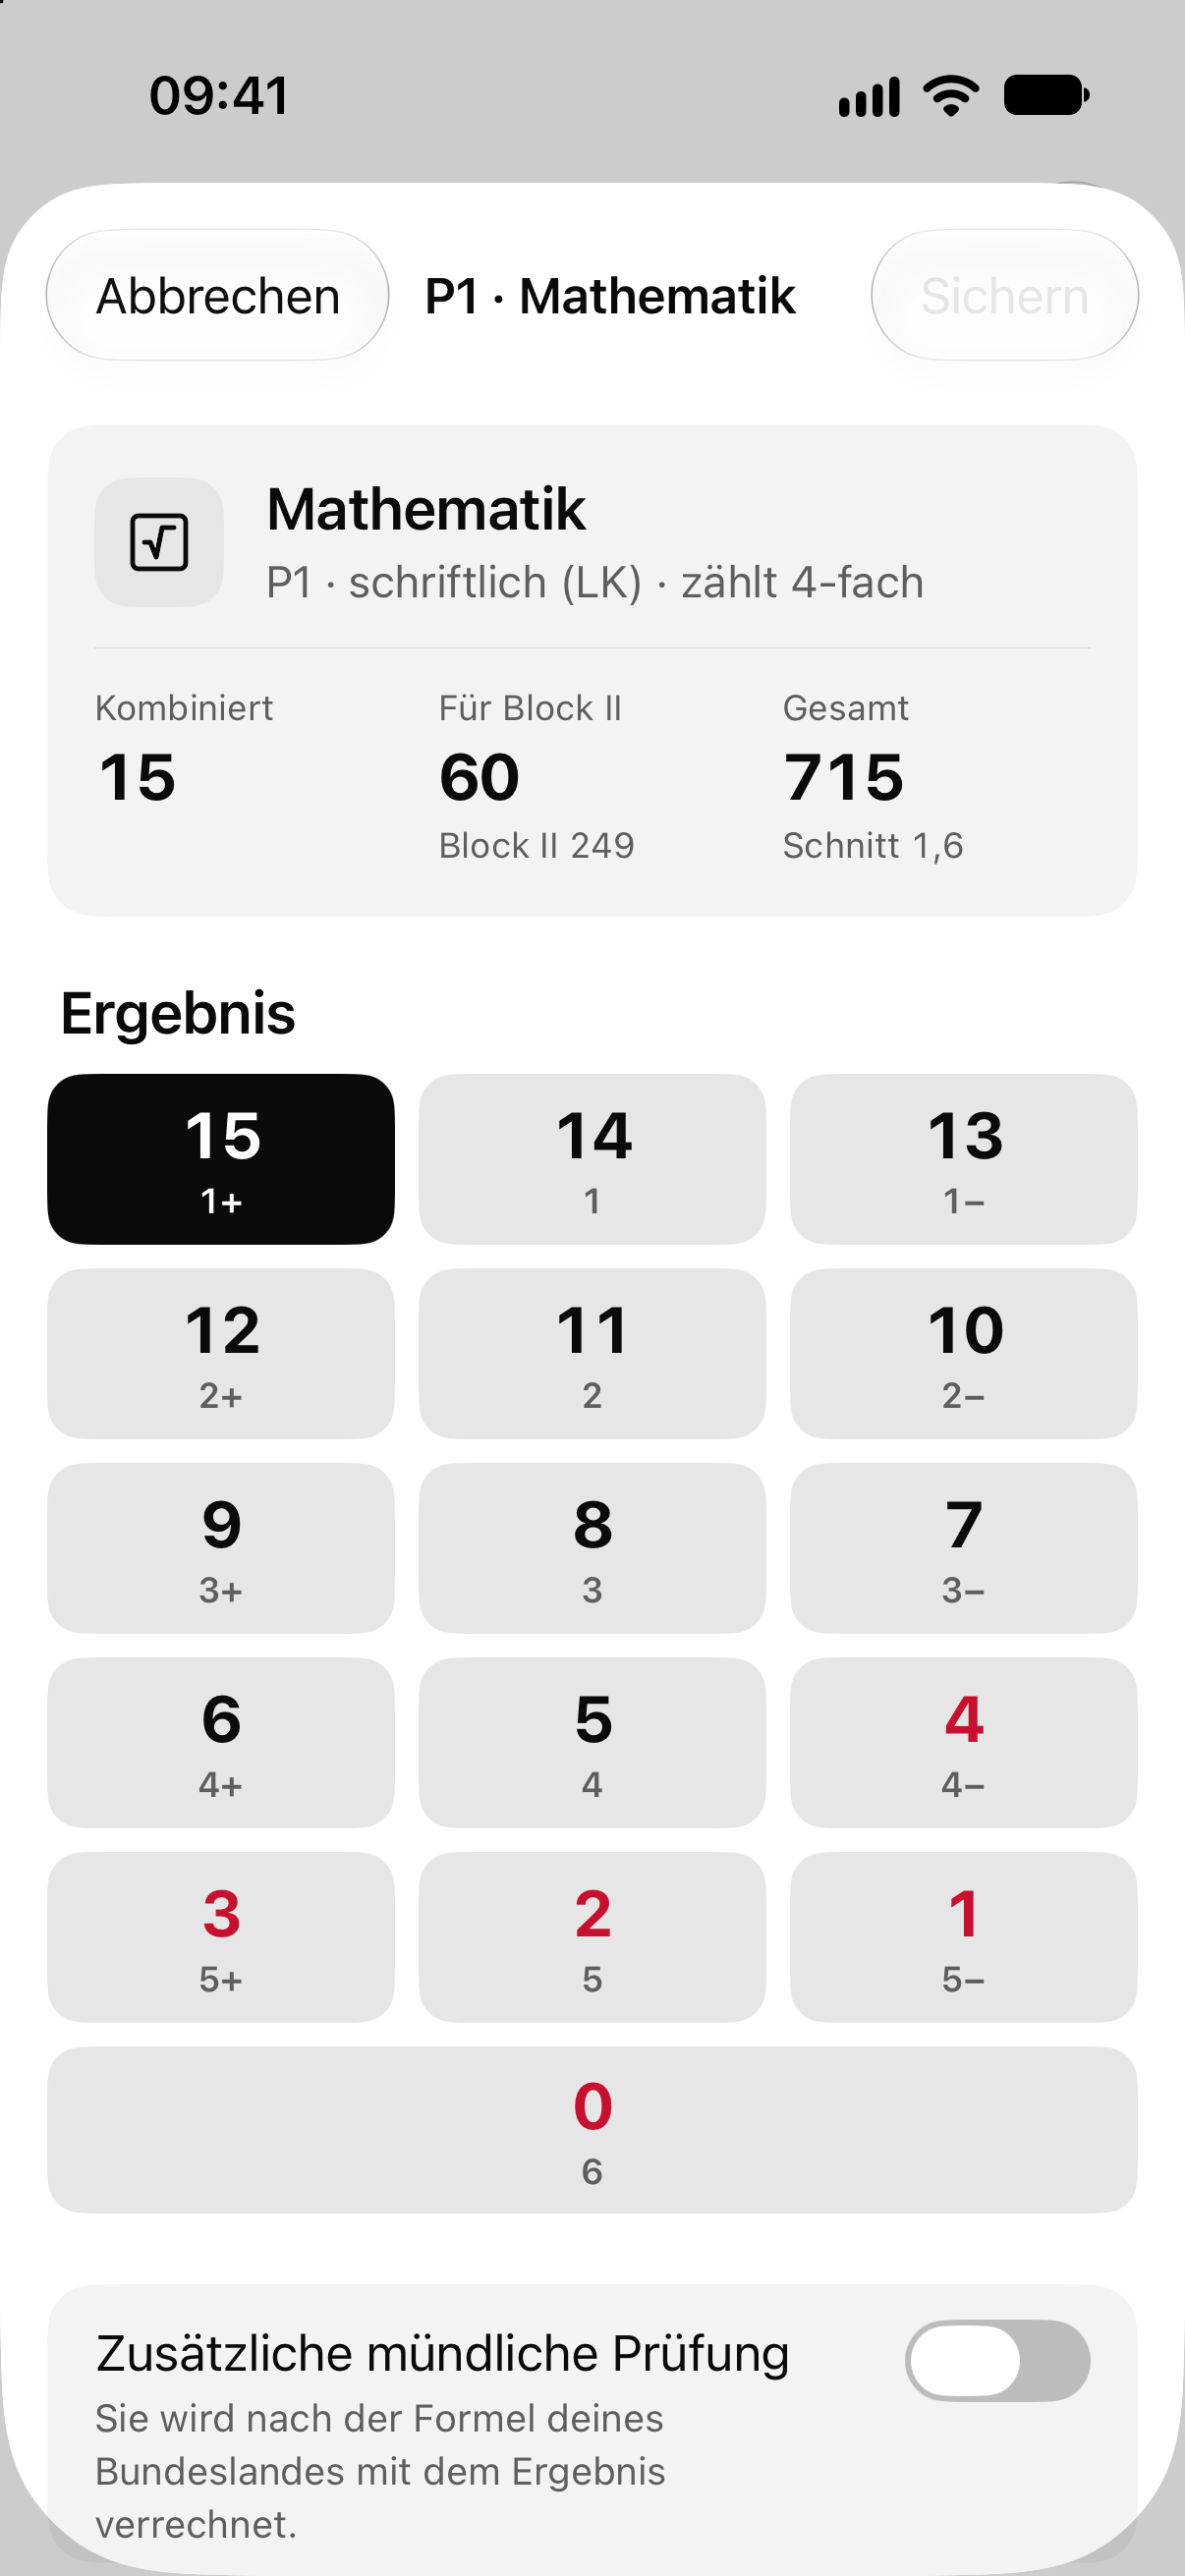 09:41
Abbrechen
P1 · Mathematik
Sichern
Mathematik
P1 · schriftlich (LK) · zählt 4-fach
Kombiniert
Für Block II
Gesamt
15
60
715
Block II 249
Schnitt 1,6
Ergebnis
15
14
13
1+
1
1–
12
11
10
2+
2
2–
9
8
7
3+
3
3–
6
5
4
4+
4
4–
3
2
1
5+
5
5–
0
6
Zusätzliche mündliche Prüfung
Sie wird nach der Formel deines
Bundeslandes mit dem Ergebnis
verrechnet.